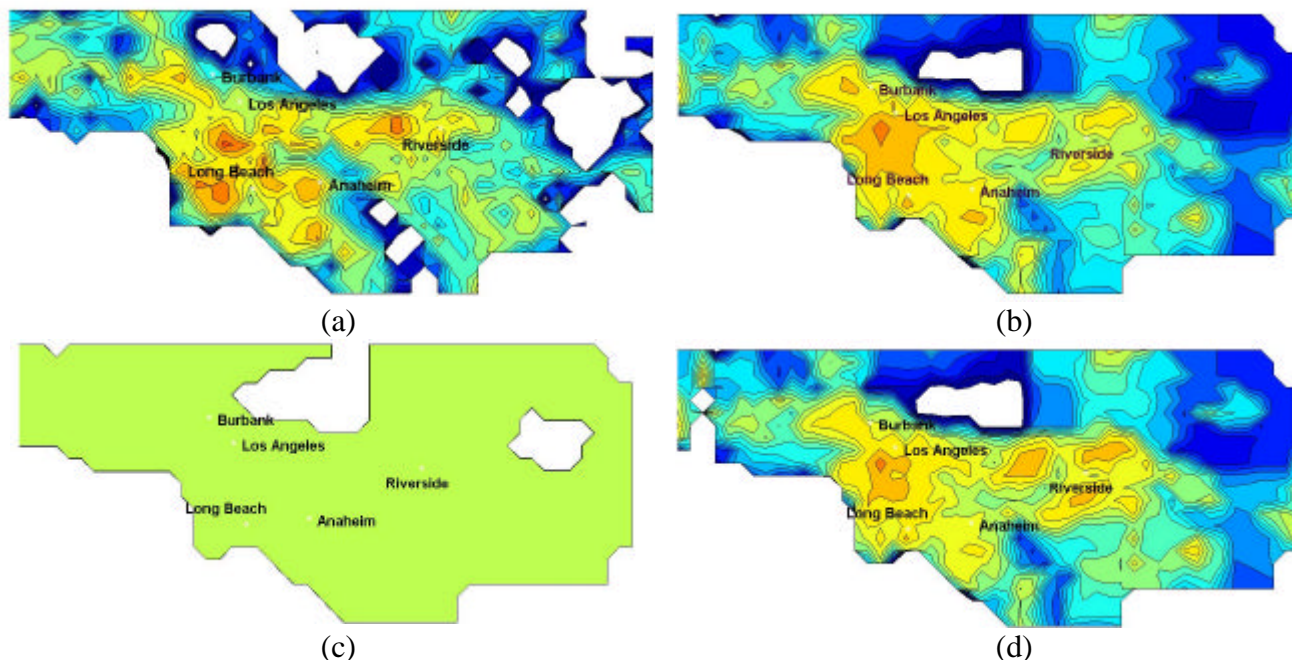 Burbank
Los Angeles
Riverside
Long Beach
Anaheim
(a)
Burbank
Los Angeles
Riverside
Long Beach
Anaheim
(b)
Burbank
Los Angeles
Riverside
Long Beach
Anaheim
(c)
Burbank
Los Angeles
Riverside
Long Beach
Anaheim
(d)